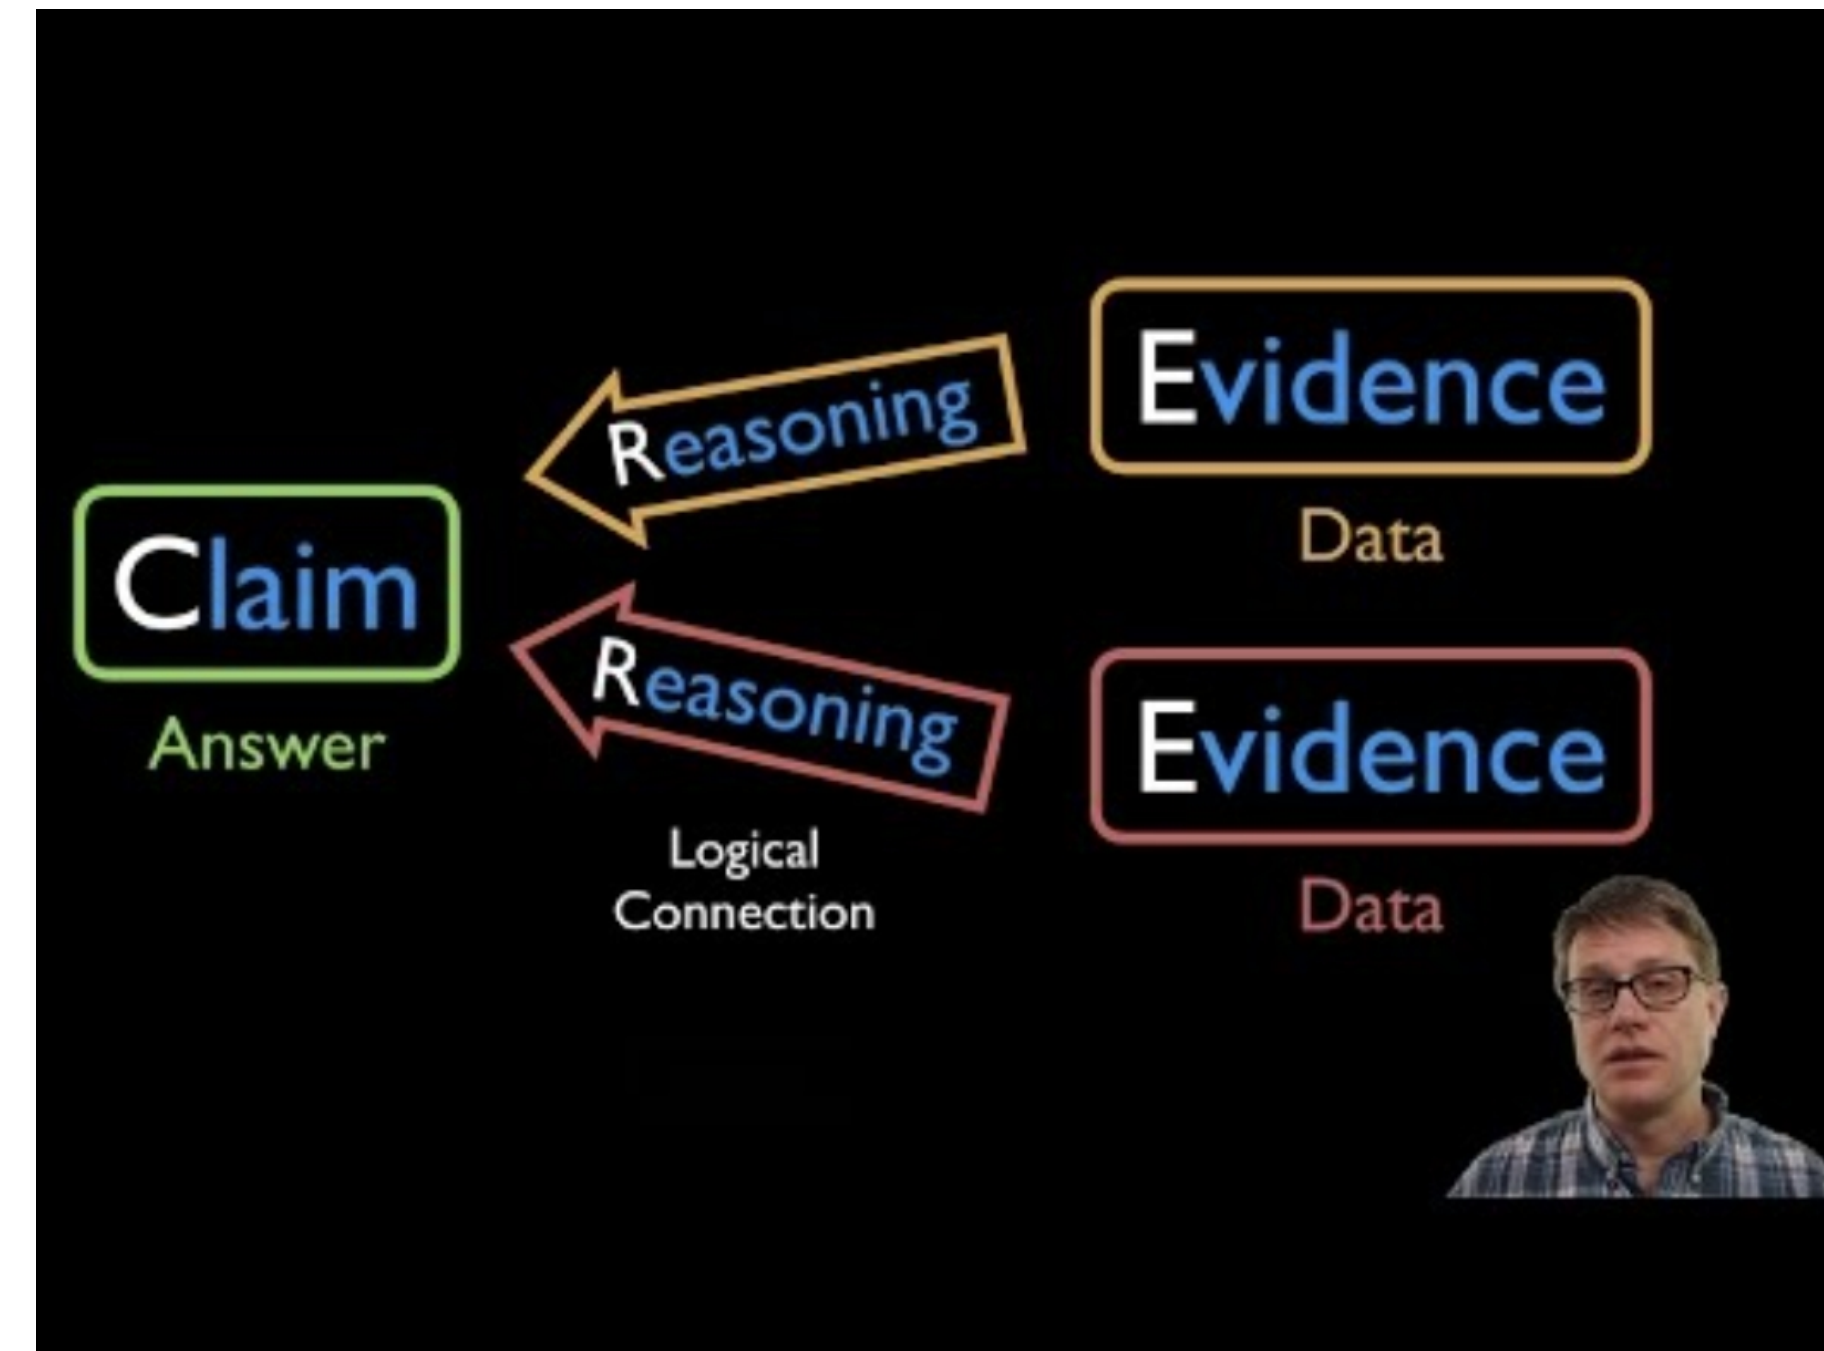 Claim
Answer
Reasoning
Reasoning
Logical
Connection
Evidence
Data
Evidence
Data